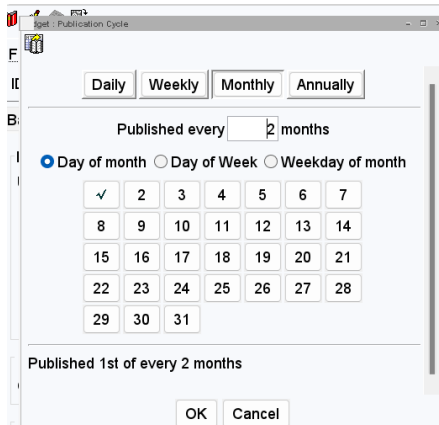 dget : Publication Cycle
F
Daily Weekly Monthly Annually
B
Published every 2 months
Day of month Day of Week Weekday of month
2 3 4 5 6 7
8 9 10 11 12 13 14
15 16 17 18 19 20 21
22 23 24 25 26 27 28
29 30 31
Published 1st of every 2 months
OK Cancel